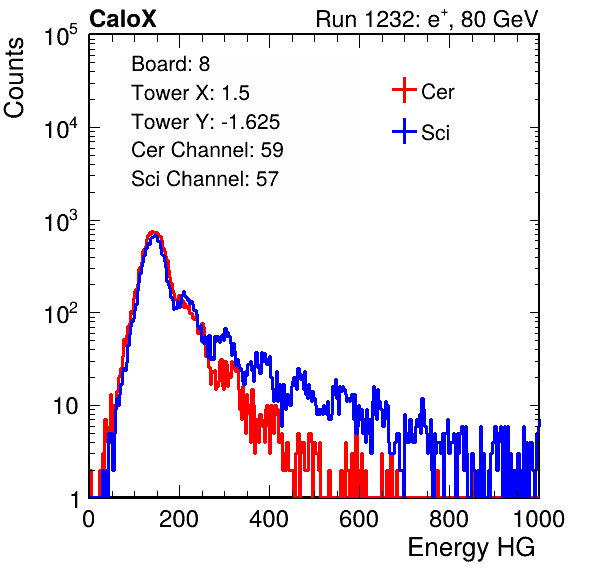 CaloX Run 1232: e⁺, 80 GeV
Counts
10⁵
10⁴
10³
10²
10
1
Board: 8
Tower X: 1.5
Tower Y: -1.625
Cer Channel: 59
Sci Channel: 57
Cer
Sci
0 200 400 600 800 1000
Energy HG